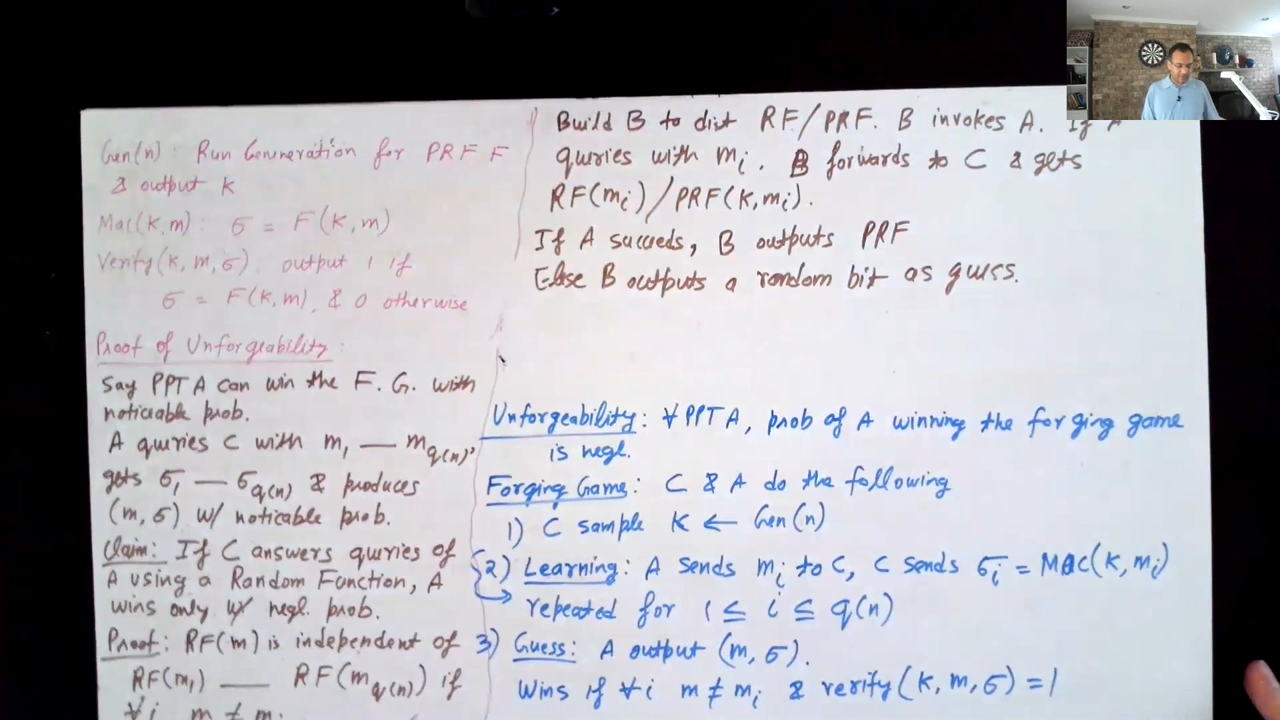 Gen(n): Run Generation for PRF F
& output K
Mac(K,m): σ = F(K,m)
Verify(K,m,σ): output 1 if
σ = F(K,m), & 0 otherwise
Proof of Unforgeability:
Say PPT A can win the F.G. with
noticeable prob.
A queries C with m₁ — m_q(n),
gets σ₁ — σ_q(n) & produces
(m,σ) w/ noticable prob.
Claim: If C answers queries of
A using a Random Function, A
wins only w/ negl. prob.
Proof: RF(m) is independent of
RF(m₁) — RF(m_q(n)) if
∀i m ≠ mᵢ
Build B to dist RF/PRF. B invokes A. If A
queries with mᵢ. B forwards to C & gets
RF(mᵢ)/PRF(K,mᵢ).
If A succeeds, B outputs PRF
Else B outputs a random bit as guess.
Unforgeability: ∀ PPT A, prob of A winning the forging game
is negl.
Forging Game: C & A do the following
1) C sample K ← Gen(n)
2) Learning: A sends mᵢ to C, C sends σᵢ = MAC(K,mᵢ)
repeated for 1 ≤ i ≤ q(n)
3) Guess: A output (m,σ).
Wins if ∀i m ≠ mᵢ & verify(K,m,σ)=1